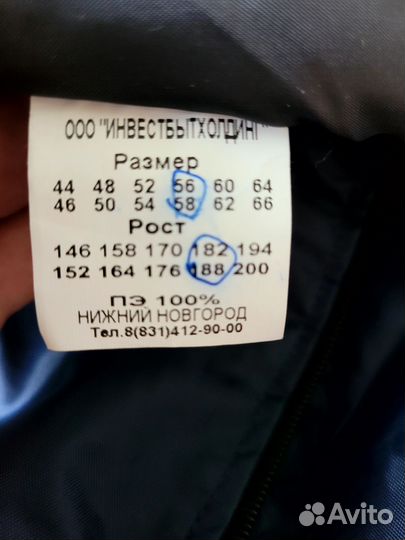 ООО "ИНВЕСТБЫТХОЛДИНГ"
Размер
44 48 52 56 60 64
46 50 54 58 62 66
Рост
146 158 170 182 194
152 164 176 188 200
ПЭ 100%
НИЖНИЙ НОВГОРОД
Тел.8(831)412-90-00
Avito